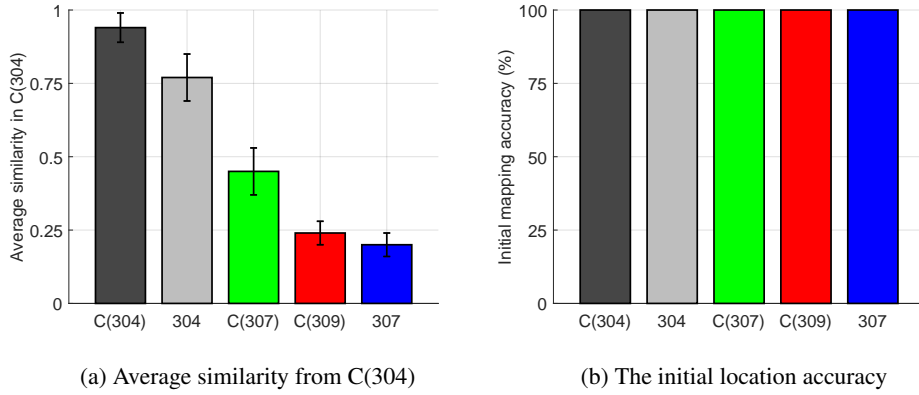 Average similarity in C(304)
1
0.75
0.5
0.25
0
C(304) 304 C(307) C(309) 307
(a) Average similarity from C(304)
Initial mapping accuracy (%)
100
75
50
25
0
C(304) 304 C(307) C(309) 307
(b) The initial location accuracy